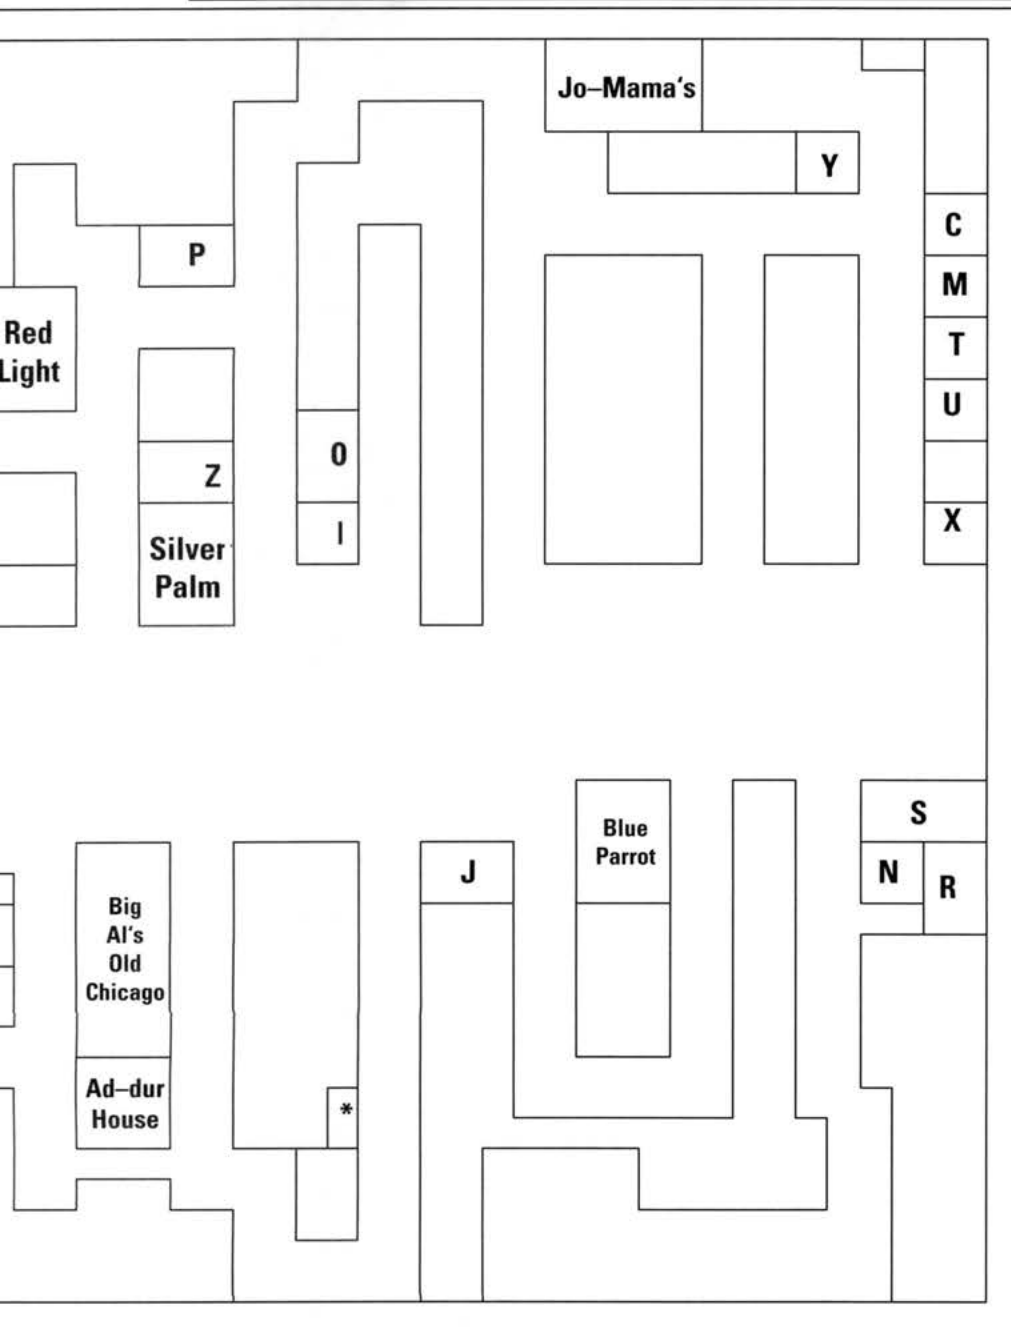 Jo–Mama's
Y
C
P
M
Red
Light
T
U
O
Z
X
I
Silver
Palm
S
Blue
Parrot
J
N
R
Big
Al's
Old
Chicago
Ad–dur
House
*